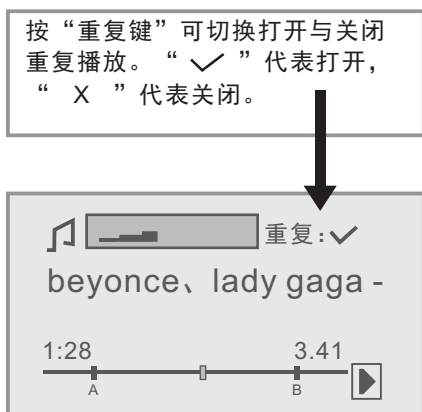 按“重复键”可切换打开与关闭
重复播放。“ ✓ ”代表打开，
“ X ”代表关闭。
重复:✓
beyonce、lady gaga -
1:28 3.41
A B